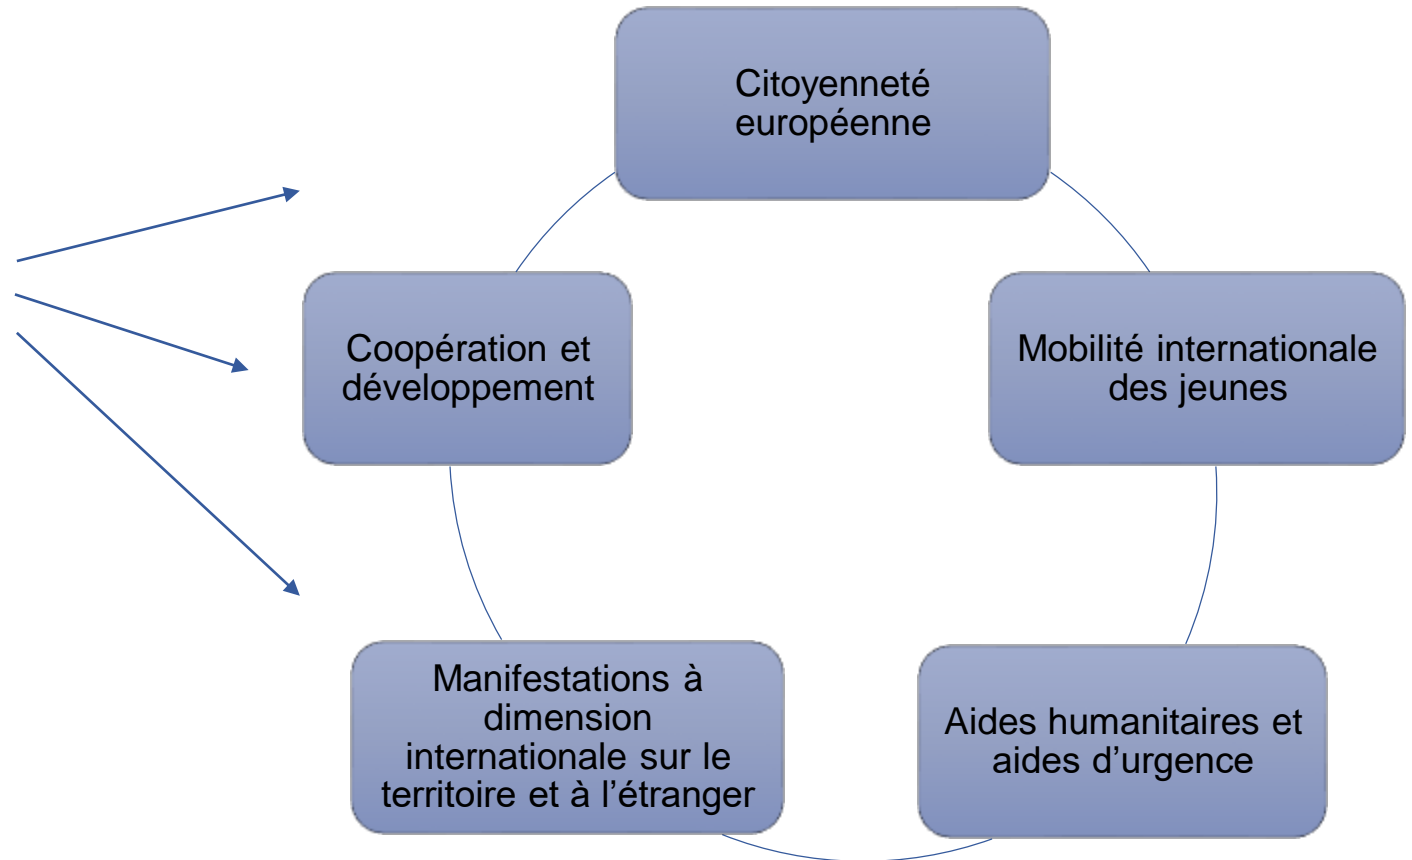 Citoyenneté
européenne
Coopération et
développement
Mobilité internationale
des jeunes
Manifestations à
dimension
internationale sur le
territoire et à l’étranger
Aides humanitaires et
aides d’urgence